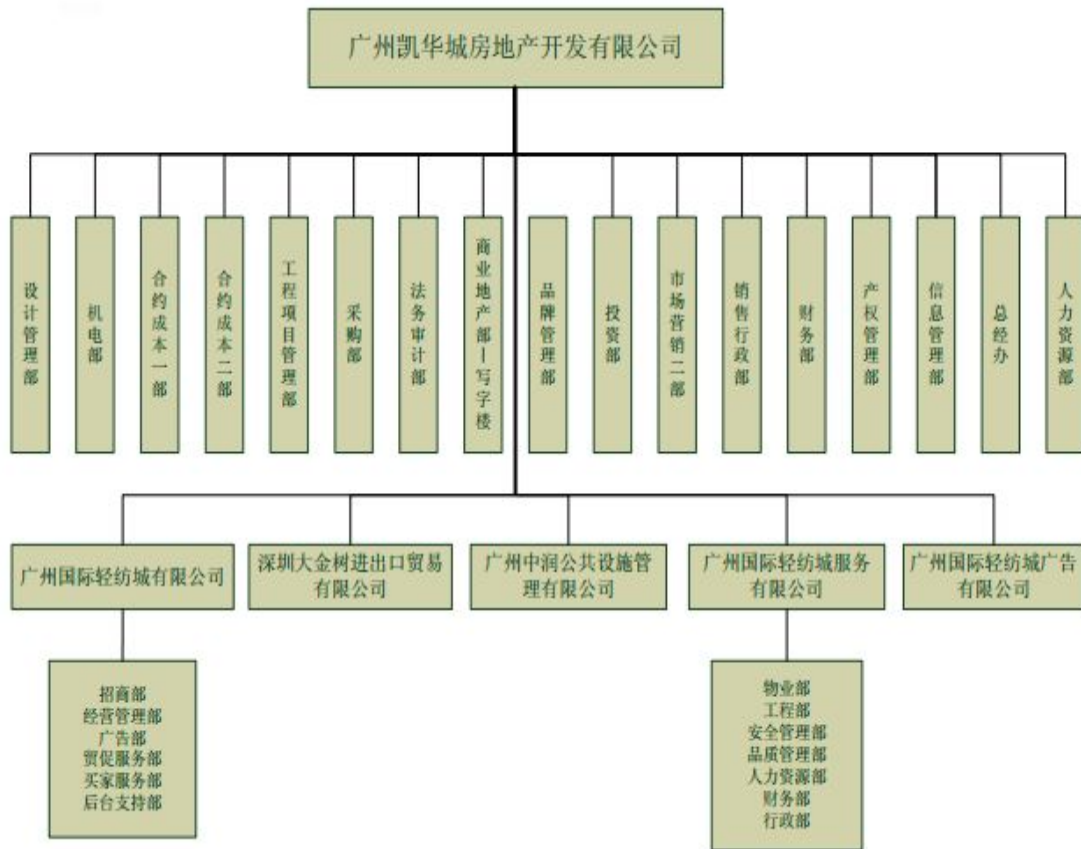 广州凯华城房地产开发有限公司
设计管理部
机电部
合约成本一部
合约成本二部
工程项目管理部
采购部
法务审计部
商业地产部—写字楼
品牌管理部
投资部
市场营销二部
销售行政部
财务部
产权管理部
信息管理部
总经办
人力资源部
广州国际轻纺城有限公司
深圳大金树进出口贸易
有限公司
广州中润公共设施管
理有限公司
广州国际轻纺城服务
有限公司
广州国际轻纺城广告
有限公司
招商部
经营管理部
广告部
贸促服务部
买家服务部
后台支持部
物业部
工程部
安全管理部
品质管理部
人力资源部
财务部
行政部